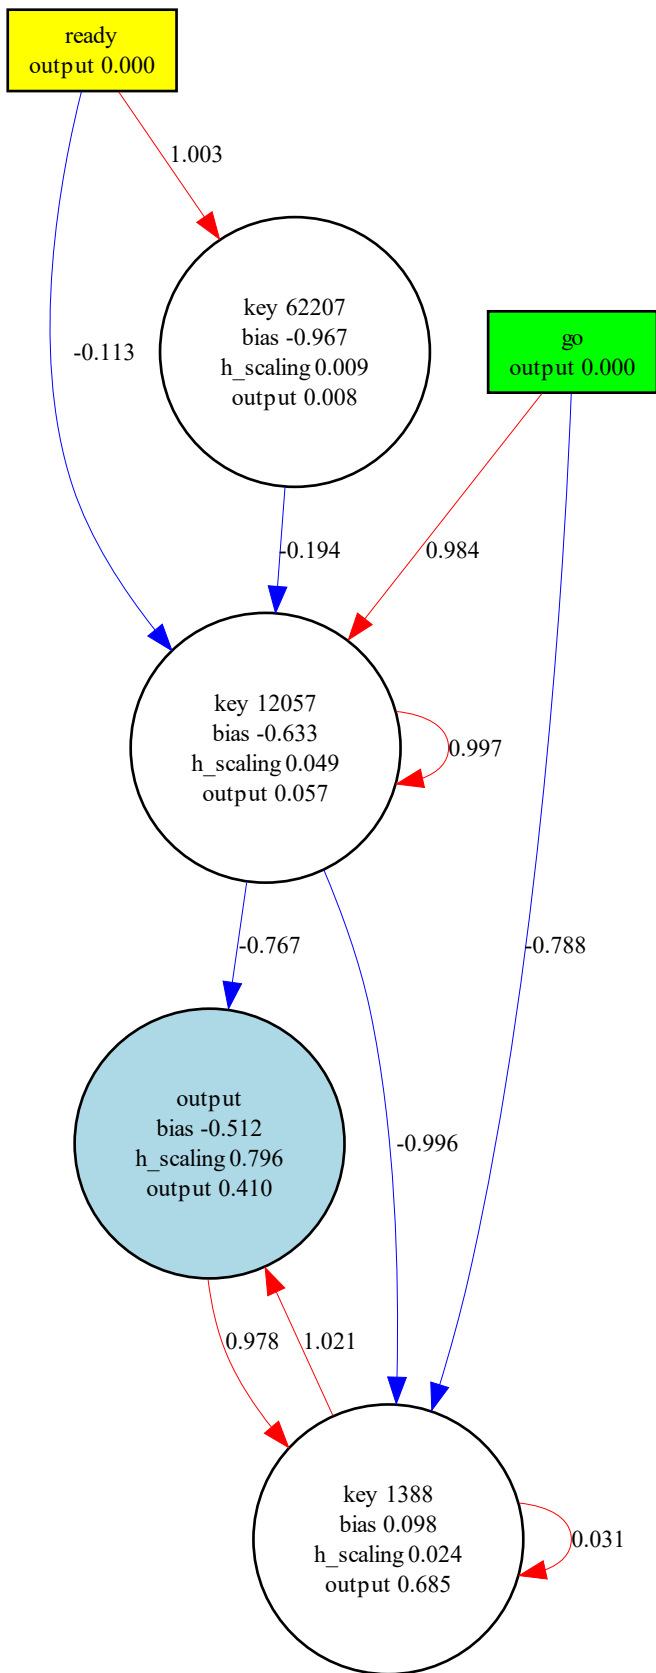 ready
output 0.000
1.003
-0.113
key 62207
bias -0.967
h_scaling 0.009
output 0.008
go
output 0.000
-0.194
0.984
key 12057
bias -0.633
h_scaling 0.049
output 0.057
0.997
-0.767
-0.788
output
bias -0.512
h_scaling 0.796
output 0.410
-0.996
0.978
1.021
key 1388
bias 0.098
h_scaling 0.024
output 0.685
0.031